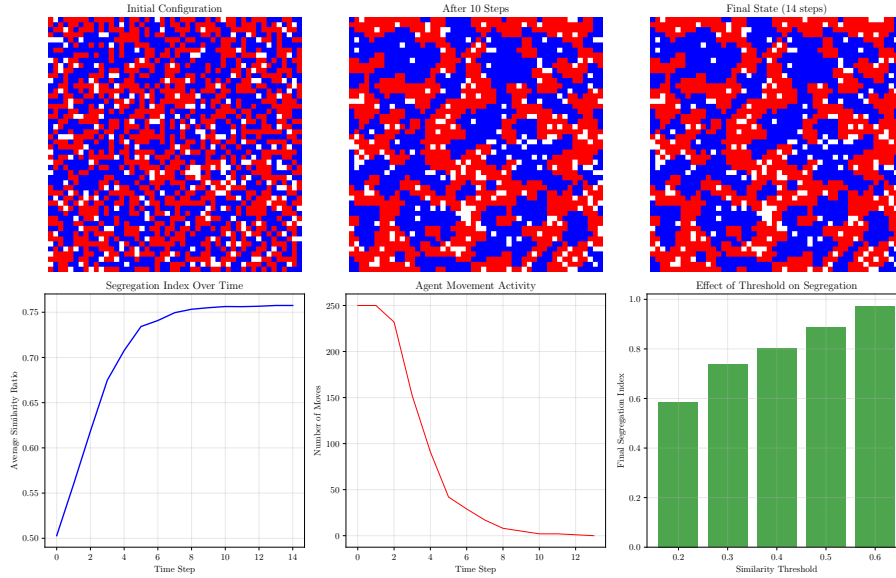 Initial Configuration
After 10 Steps
Final State (14 steps)
Segregation Index Over Time
Average Similarity Ratio
0.75
0.70
0.65
0.60
0.55
0.50
0 2 4 6 8 10 12 14
Time Step
Agent Movement Activity
Number of Moves
250
200
150
100
50
0
0 2 4 6 8 10 12
Time Step
Effect of Threshold on Segregation
Final Segregation Index
1.0
0.8
0.6
0.4
0.2
0.0
0.2 0.3 0.4 0.5 0.6
Similarity Threshold